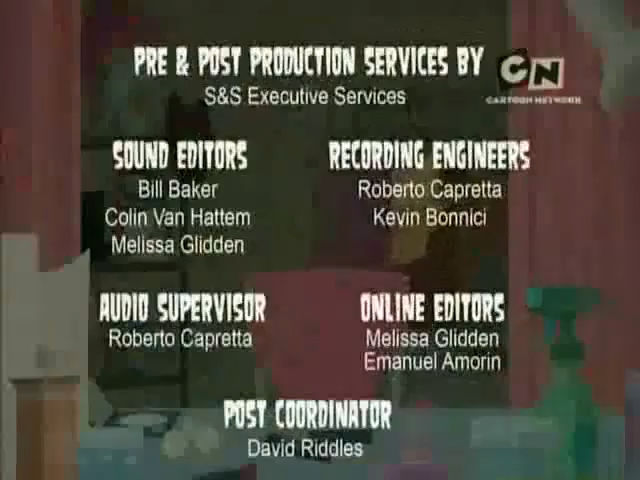 PRE & POST PRODUCTION SERVICES BY
S&S Executive Services
CN
CARTOON NETWORK
SOUND EDITORS
Bill Baker
Colin Van Hattem
Melissa Glidden
RECORDING ENGINEERS
Roberto Capretta
Kevin Bonnici
AUDIO SUPERVISOR
Roberto Capretta
ONLINE EDITORS
Melissa Glidden
Emanuel Amorin
POST COORDINATOR
David Riddles